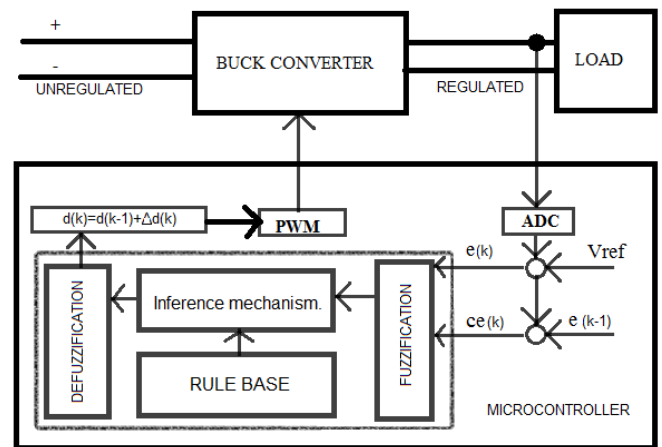 +
BUCK CONVERTER
LOAD
-
UNREGULATED
REGULATED
d(k)=d(k-1)+Δd(k)
PWM
ADC
e(k)
Vref
DEFUZZIFICATION
Inference mechanism.
FUZZIFICATION
ce(k)
e (k-1)
RULE BASE
MICROCONTROLLER